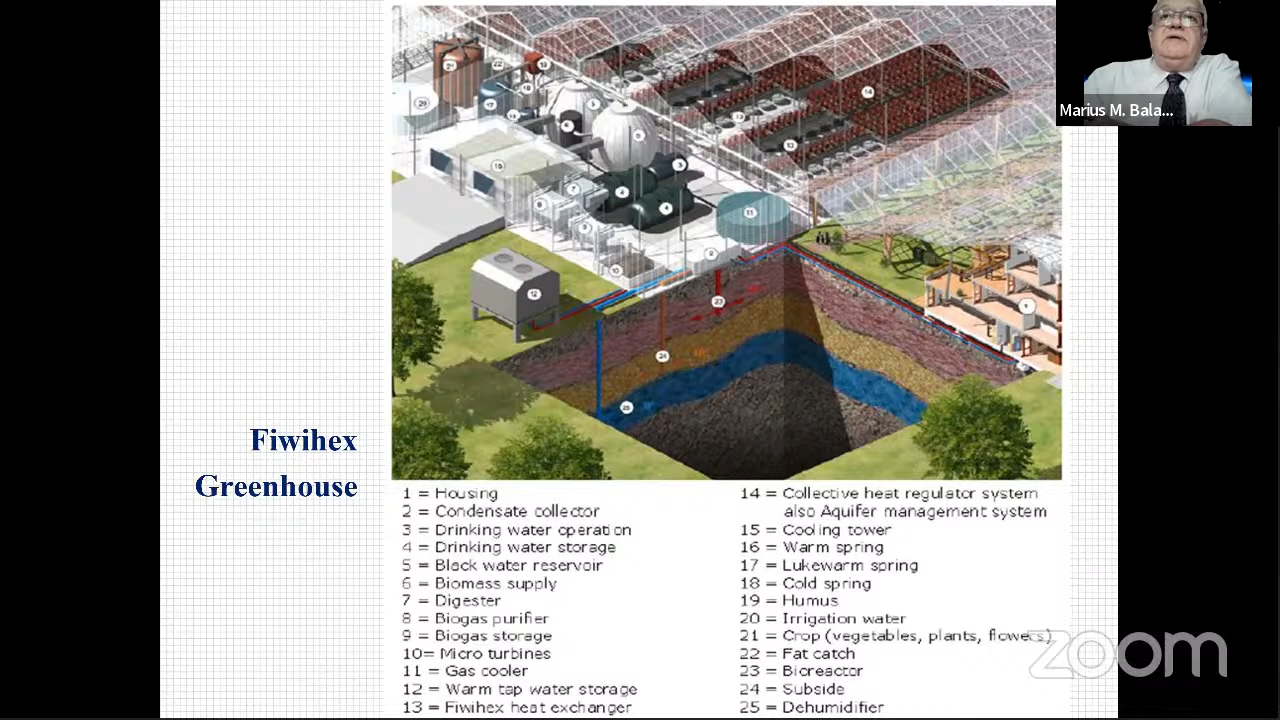 Marius M. Bala...
Fiwihex
Greenhouse
1 = Housing
2 = Condensate collector
3 = Drinking water operation
4 = Drinking water storage
5 = Black water reservoir
6 = Biomass supply
7 = Digester
8 = Biogas purifier
9 = Biogas storage
10= Micro turbines
11 = Gas cooler
12 = Warm tap water storage
13 = Fiwihex heat exchanger
14 = Collective heat regulator system
also Aquifer management system
15 = Cooling tower
16 = Warm spring
17 = Lukewarm spring
18 = Cold spring
19 = Humus
20 = Irrigation water
21 = Crop (vegetables, plants, flowers)
22 = Fat catch
23 = Bioreactor
24 = Subside
25 = Dehumidifier
zoom